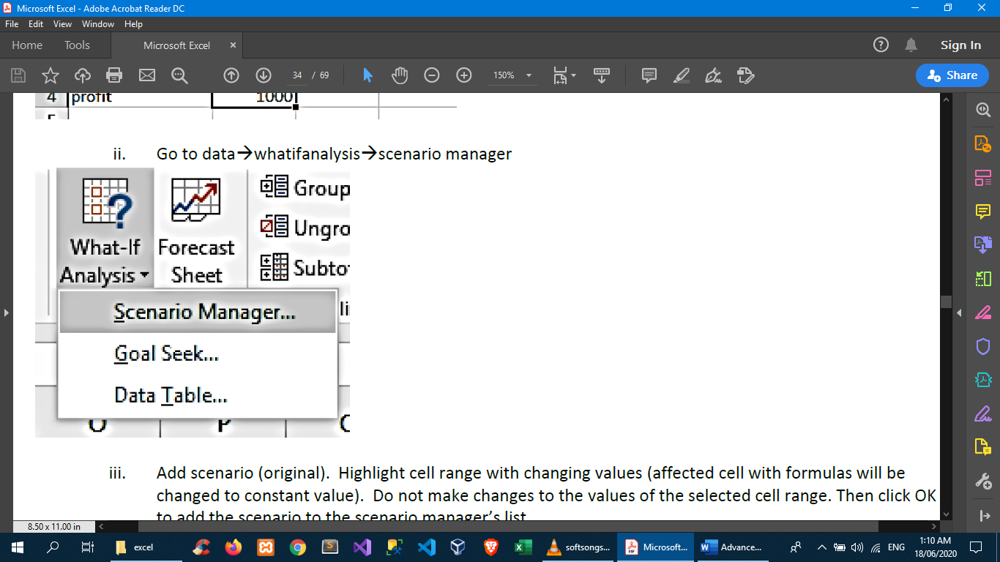 Microsoft Excel - Adobe Acrobat Reader DC
File Edit View Window Help
Home Tools Microsoft Excel Sign In
34 / 69 150% Share
4 profit 1000
ii. Go to data→whatifanalysis→scenario manager
What-If Analysis
Forecast Sheet
Group
Ungro
Subto
Scenario Manager...
Goal Seek...
Data Table...
O P
iii. Add scenario (original). Highlight cell range with changing values (affected cell with formulas will be
changed to constant value). Do not make changes to the values of the selected cell range. Then click OK
to add the scenario to the scenario manager's list
8.50 x 11.00 in
excel softsongs... Microsoft... Advance... ENG 1:10 AM
18/06/2020